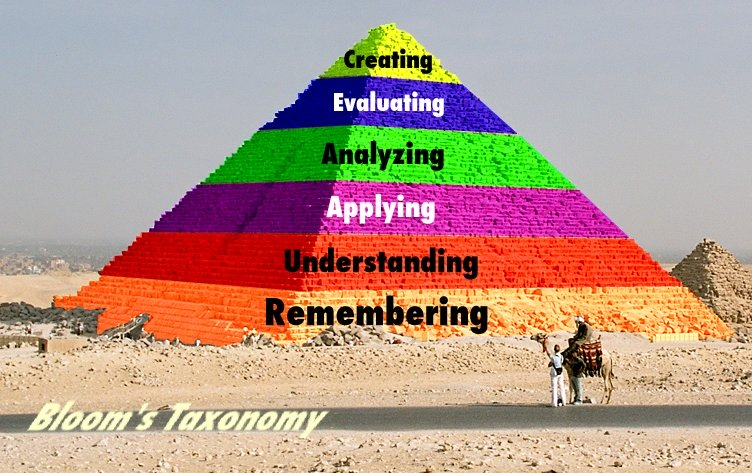 Creating
Evaluating
Analyzing
Applying
Understanding
Remembering
Bloom's Taxonomy